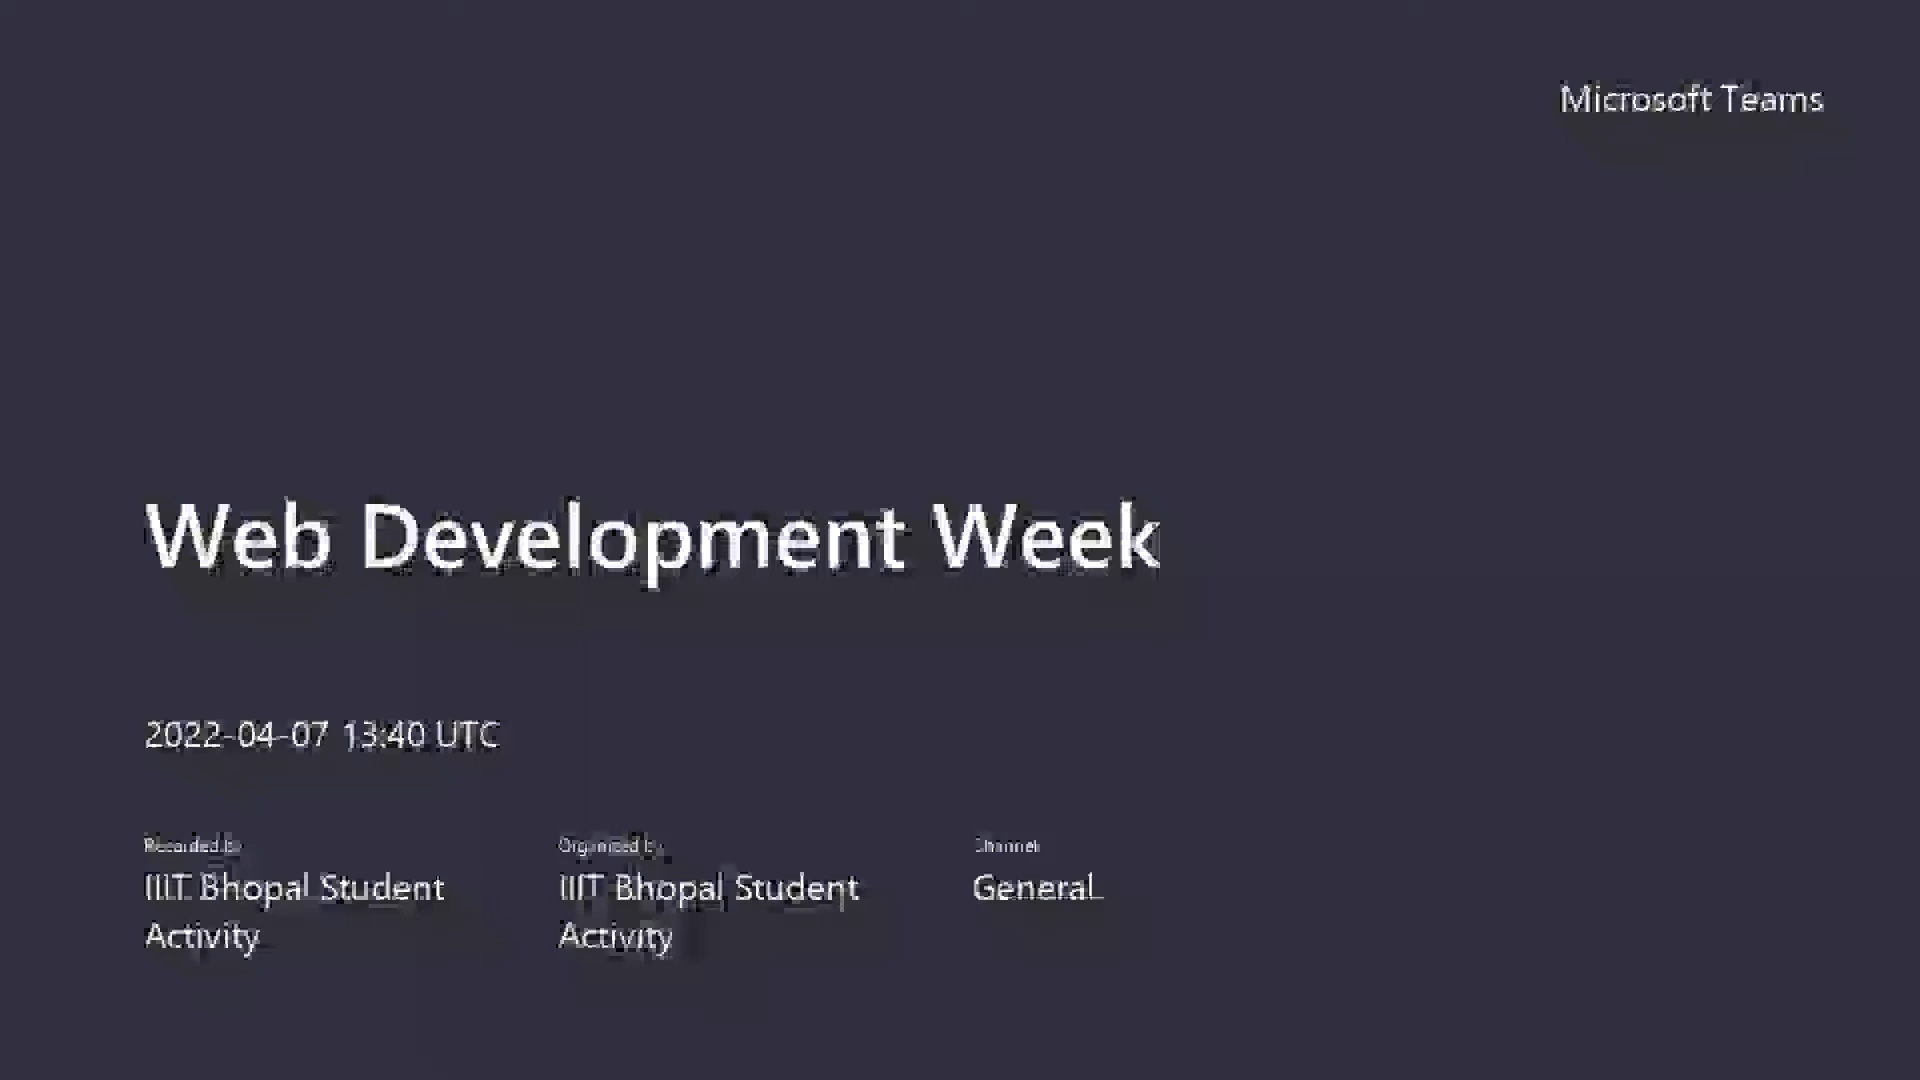 Microsoft Teams
Web Development Week
2022-04-07 13:40 UTC
Recorded by
Organized by
Channel
IIIT Bhopal Student
Activity
IIIT Bhopal Student
Activity
General